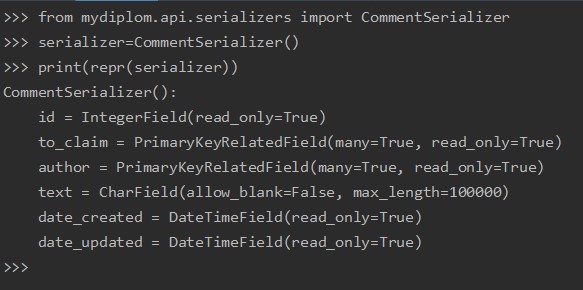 >>> from mydiplom.api.serializers import CommentSerializer
>>> serializer=CommentSerializer()
>>> print(repr(serializer))
CommentSerializer():
    id = IntegerField(read_only=True)
    to_claim = PrimaryKeyRelatedField(many=True, read_only=True)
    author = PrimaryKeyRelatedField(many=True, read_only=True)
    text = CharField(allow_blank=False, max_length=100000)
    date_created = DateTimeField(read_only=True)
    date_updated = DateTimeField(read_only=True)
>>>